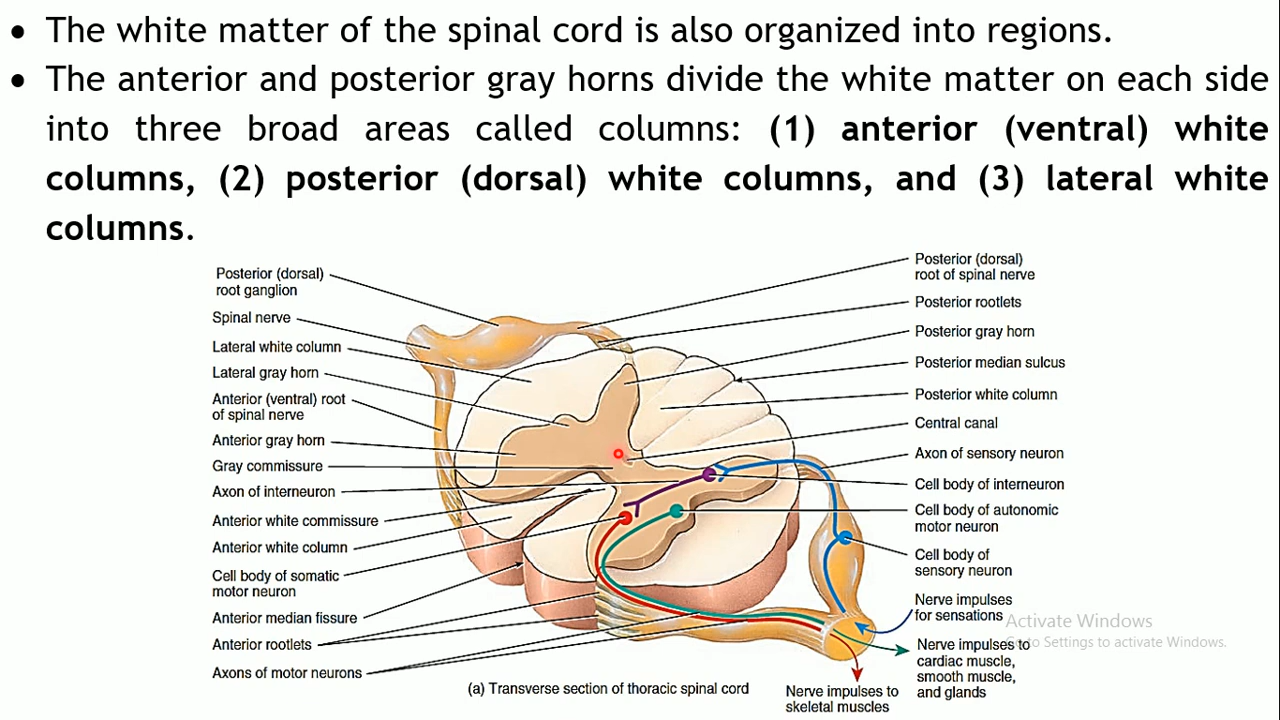 • The white matter of the spinal cord is also organized into regions.
• The anterior and posterior gray horns divide the white matter on each side
into three broad areas called columns: (1) anterior (ventral) white
columns, (2) posterior (dorsal) white columns, and (3) lateral white
columns.
Posterior (dorsal)
root ganglion
Spinal nerve
Lateral white column
Lateral gray horn
Anterior (ventral) root
of spinal nerve
Anterior gray horn
Gray commissure
Axon of interneuron
Anterior white commissure
Anterior white column
Cell body of somatic
motor neuron
Anterior median fissure
Anterior rootlets
Axons of motor neurons
Posterior (dorsal)
root of spinal nerve
Posterior rootlets
Posterior gray horn
Posterior median sulcus
Posterior white column
Central canal
Axon of sensory neuron
Cell body of interneuron
Cell body of autonomic
motor neuron
Cell body of
sensory neuron
Nerve impulses
for sensations
Activate Windows
Go to Settings to activate Windows.
Nerve impulses to
cardiac muscle,
smooth muscle,
and glands
Nerve impulses to
skeletal muscles
(a) Transverse section of thoracic spinal cord